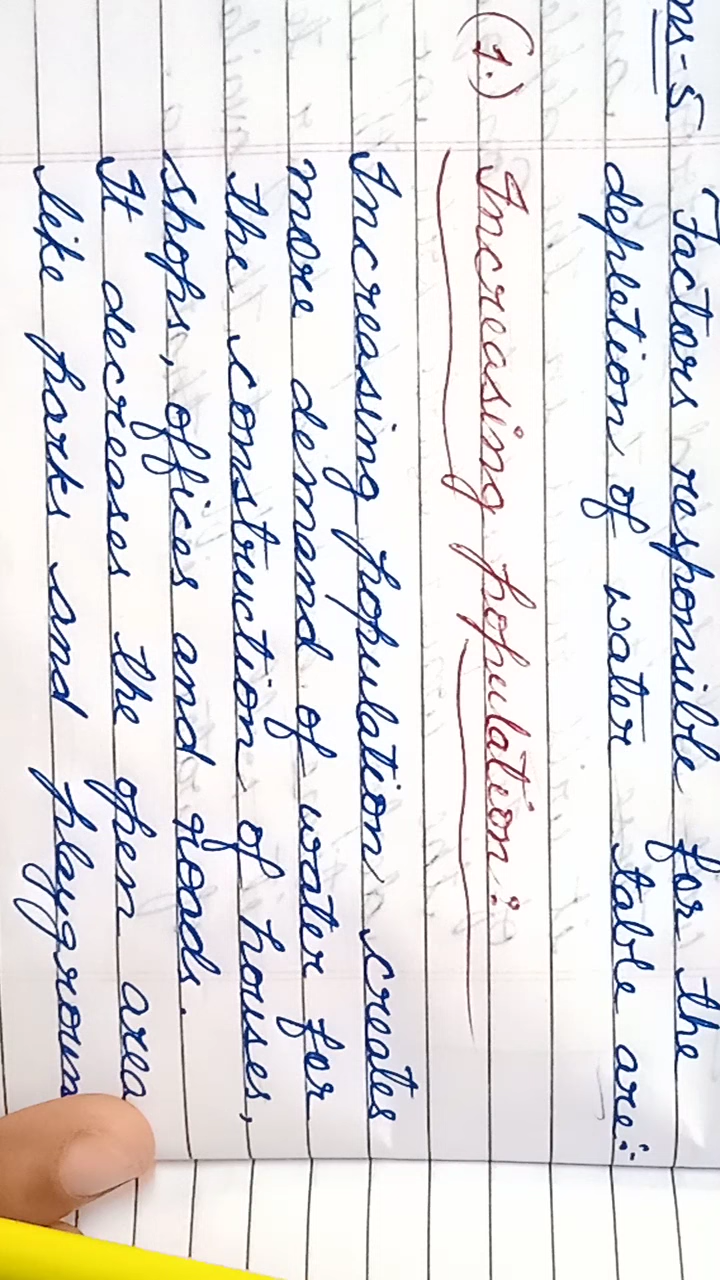 ns-5 Factors responsible for the
depletion of water table are:-
(1.) Increasing population:-
Increasing population creates
more demand of water for
the construction of houses,
shops, offices and roads.
It decreases the open area
like parks and playgroun